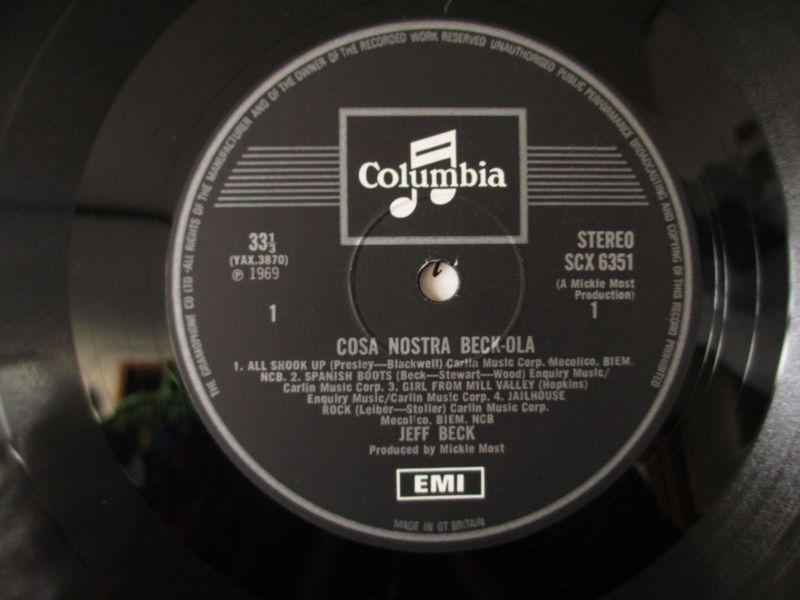 THE GRAMOPHONE CO LTD · ALL RIGHTS OF THE MANUFACTURER AND OF THE OWNER OF THE RECORDED WORK RESERVED UNAUTHORISED PUBLIC PERFORMANCE BROADCASTING AND COPYING OF THIS RECORD PROHIBITED
Columbia
33⅓
(YAX.3870)
℗ 1969
1
STEREO
SCX 6351
(A Mickie Most
Production)
1
COSA NOSTRA BECK-OLA
1. ALL SHOOK UP (Presley—Blackwell) Carlin Music Corp. Mecolico. BIEM.
NCB. 2. SPANISH BOOTS (Beck—Stewart—Wood) Enquiry Music/
Carlin Music Corp. 3. GIRL FROM MILL VALLEY (Hopkins)
Enquiry Music/Carlin Music Corp. 4. JAILHOUSE
ROCK (Leiber—Stoller) Carlin Music Corp.
Mecolico. BIEM. NCB
JEFF BECK
Produced by Mickie Most
EMI
MADE IN GT BRITAIN